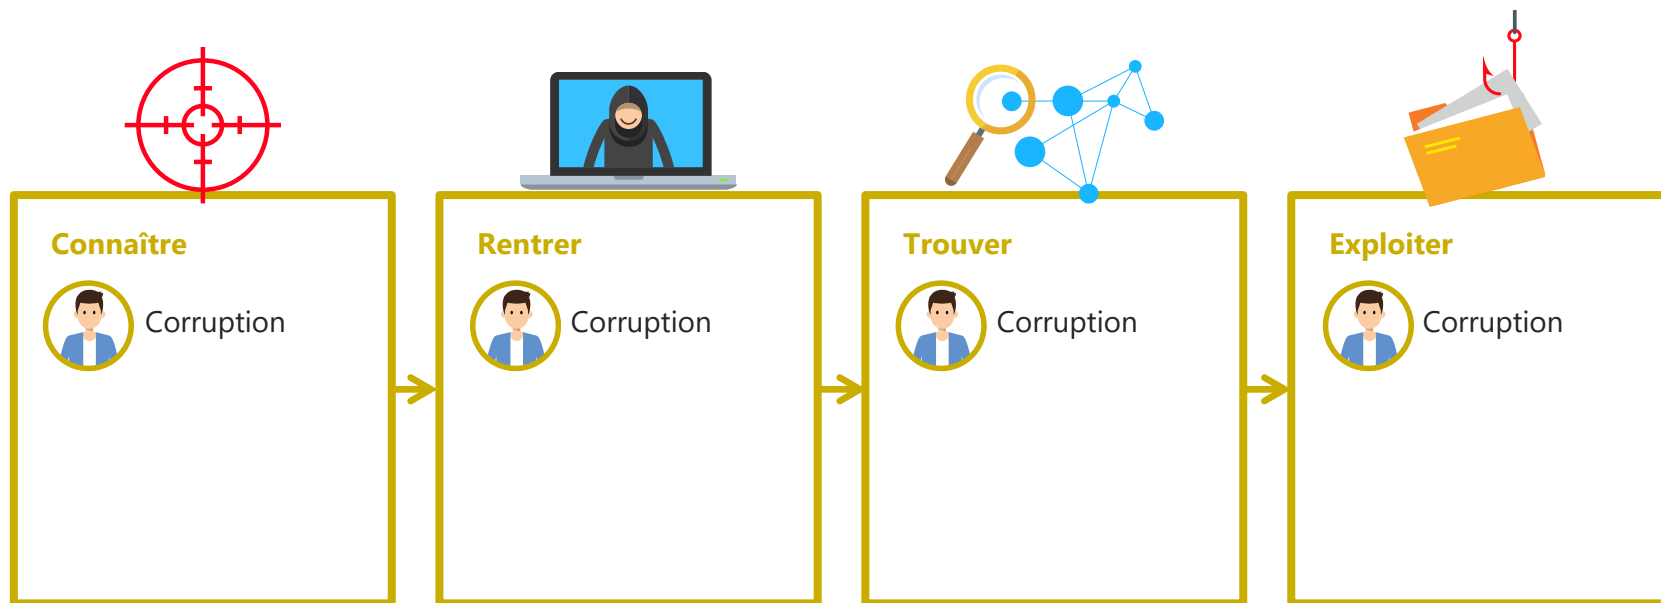 Connaître
Corruption
Rentrer
Corruption
Trouver
Corruption
Exploiter
Corruption